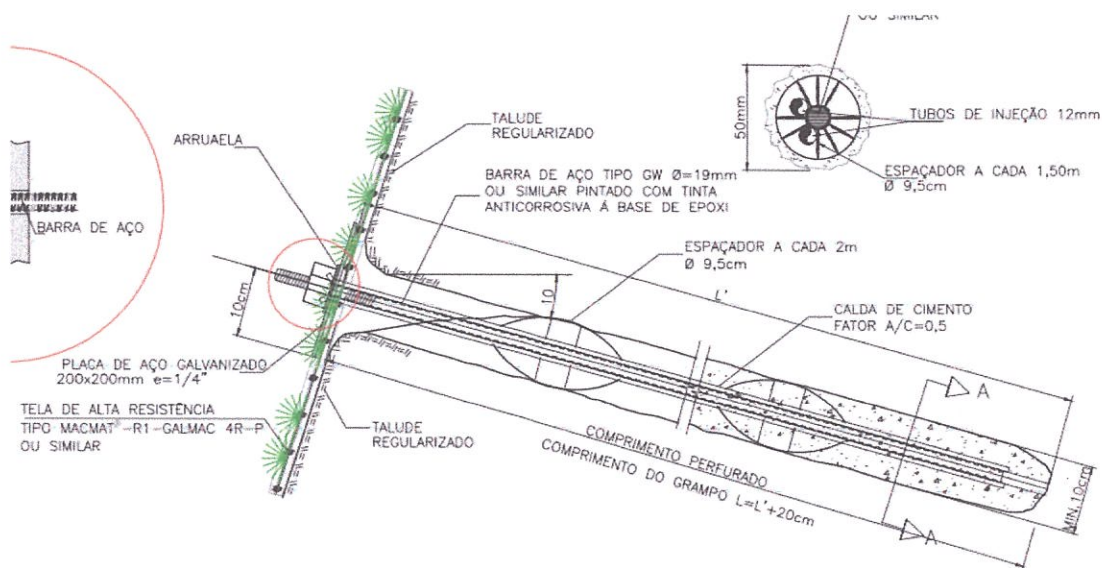 OU SIMILAR
50mm
TUBOS DE INJEÇÃO 12mm
ESPAÇADOR A CADA 1,50m
Ø 9,5cm
TALUDE
REGULARIZADO
ARRUAELA
BARRA DE AÇO TIPO GW Ø=19mm
OU SIMILAR PINTADO COM TINTA
ANTICORROSIVA Á BASE DE EPOXI
BARRA DE AÇO
ESPAÇADOR A CADA 2m
Ø 9,5cm
L'
10
10cm
CALDA DE CIMENTO
FATOR A/C=0,5
PLACA DE AÇO GALVANIZADO
200x200mm e=1/4"
A
TELA DE ALTA RESISTÊNCIA
TIPO MACMAT®-R1-GALMAC 4R-P
OU SIMILAR
TALUDE
REGULARIZADO
COMPRIMENTO PERFURADO
COMPRIMENTO DO GRAMPO L=L'+20cm
MIN.10cm
A